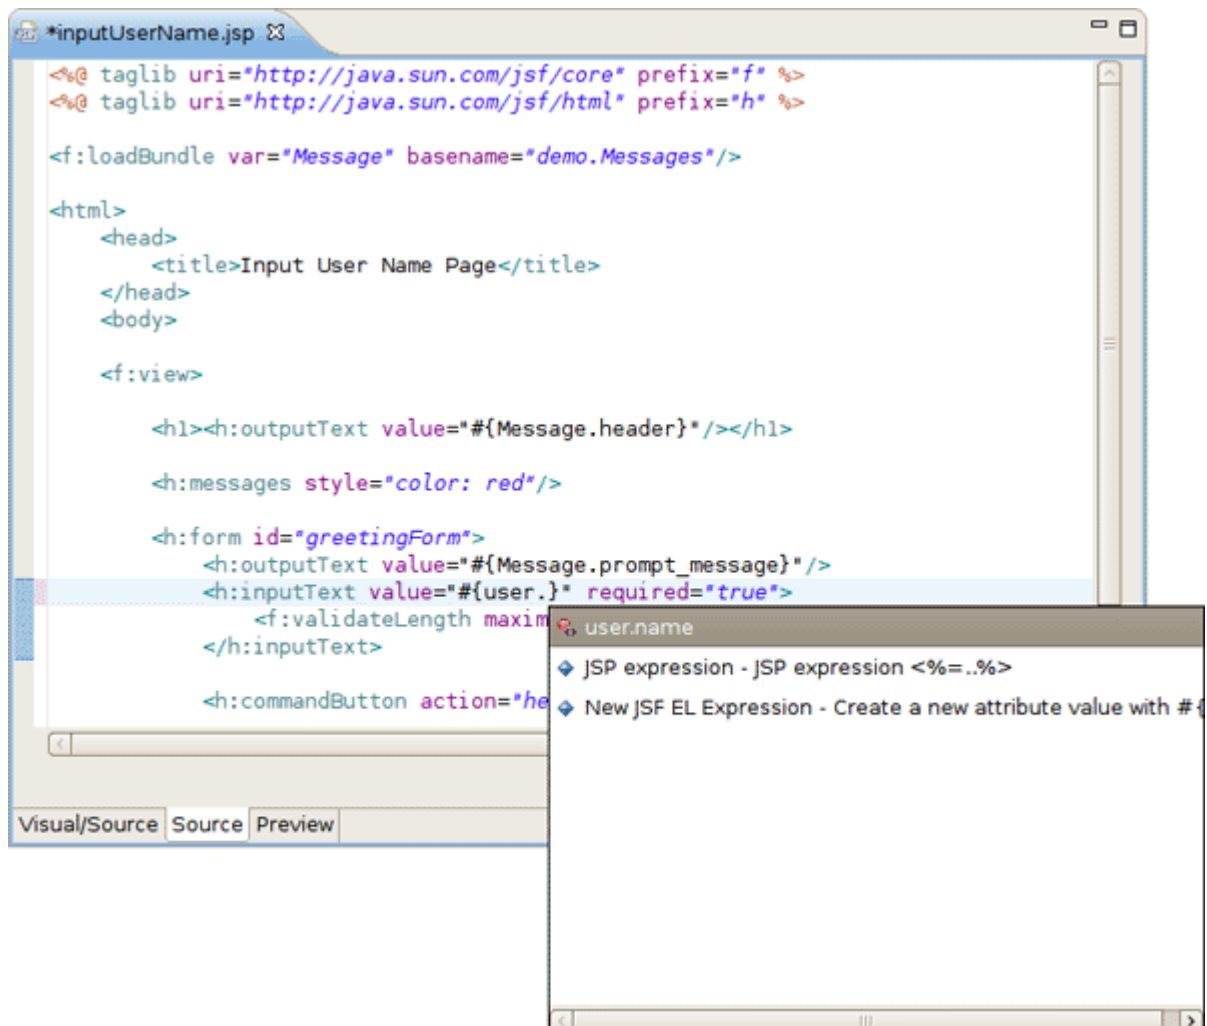 *inputUserName.jsp
<%@ taglib uri="http://java.sun.com/jsf/core" prefix="f" %>
<%@ taglib uri="http://java.sun.com/jsf/html" prefix="h" %>
<f:loadBundle var="Message" basename="demo.Messages"/>
<html>
<head>
<title>Input User Name Page</title>
</head>
<body>
<f:view>
<h1><h:outputText value="#{Message.header}"/></h1>
<h:messages style="color: red"/>
<h:form id="greetingForm">
<h:outputText value="#{Message.prompt_message}"/>
<h:inputText value="#{user.}" required="true">
<f:validateLength maxim
user.name
</h:inputText>
JSP expression - JSP expression <%=..%>
<h:commandButton action="he
New JSF EL Expression - Create a new attribute value with #{
Visual/Source Source Preview